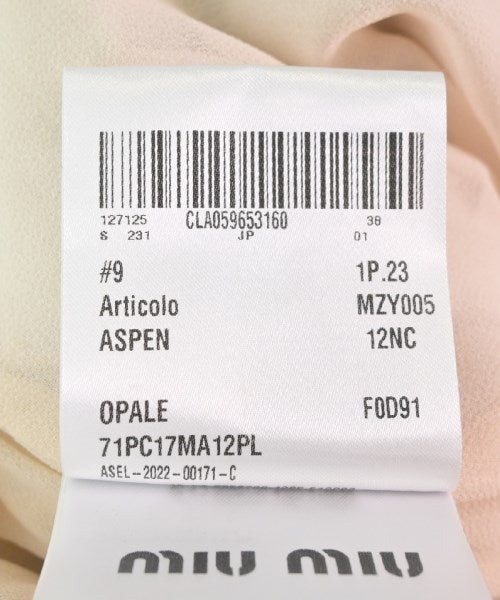 127125 CLA059653160 38
S 231 JP 01
#9 1P.23
Articolo MZY005
ASPEN 12NC
OPALE F0D91
71PC17MA12PL
ASEL-2022-00171-C
miu miu